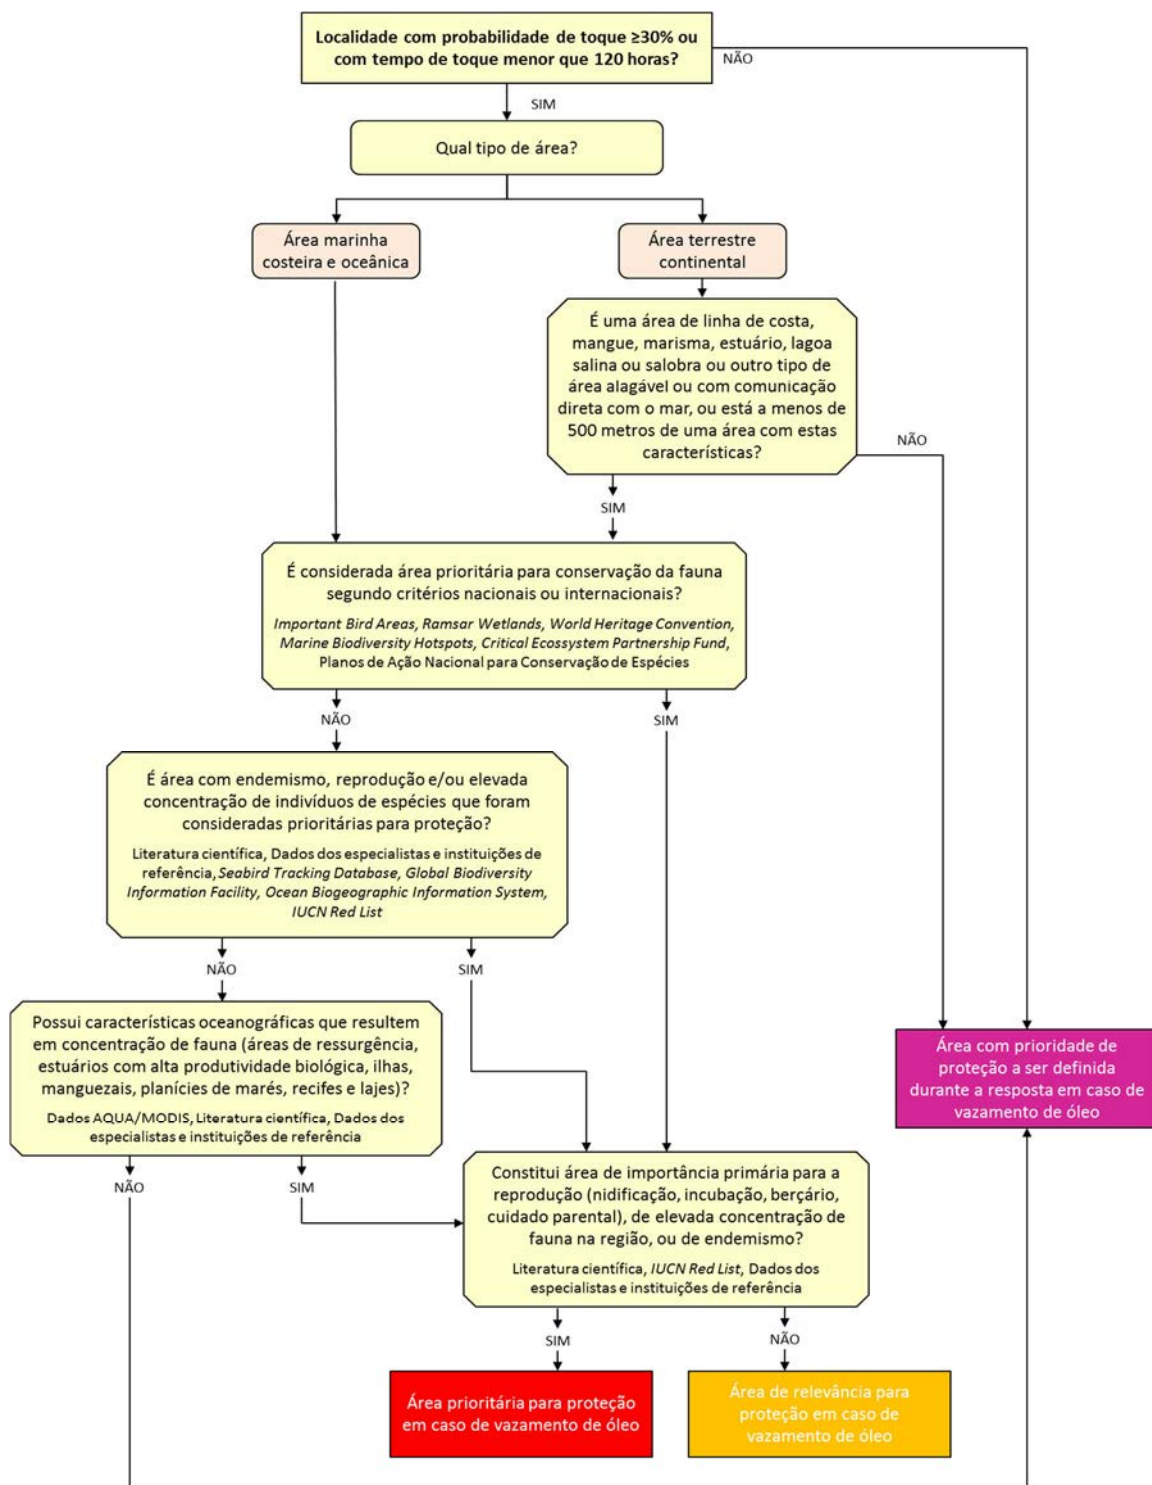 Localidade com probabilidade de toque ≥30% ou
com tempo de toque menor que 120 horas?
NÃO
SIM
Qual tipo de área?
Área marinha
costeira e oceânica
Área terrestre
continental
É uma área de linha de costa,
mangue, marisma, estuário, lagoa
salina ou salobra ou outro tipo de
área alagável ou com comunicação
direta com o mar, ou está a menos de
500 metros de uma área com estas
características?
NÃO
SIM
É considerada área prioritária para conservação da fauna
segundo critérios nacionais ou internacionais?
Important Bird Areas, Ramsar Wetlands, World Heritage Convention,
Marine Biodiversity Hotspots, Critical Ecosystem Partnership Fund,
Planos de Ação Nacional para Conservação de Espécies
NÃO
SIM
É área com endemismo, reprodução e/ou elevada
concentração de indivíduos de espécies que foram
consideradas prioritárias para proteção?
Literatura científica, Dados dos especialistas e instituições de
referência, Seabird Tracking Database, Global Biodiversity
Information Facility, Ocean Biogeographic Information System,
IUCN Red List
NÃO
SIM
Possui características oceanográficas que resultem
em concentração de fauna (áreas de ressurgência,
estuários com alta produtividade biológica, ilhas,
manguezais, planícies de marés, recifes e lajes)?
Dados AQUA/MODIS, Literatura científica, Dados dos
especialistas e instituições de referência
NÃO
SIM
Área com prioridade de
proteção a ser definida
durante a resposta em caso de
vazamento de óleo
Constitui área de importância primária para a
reprodução (nidificação, incubação, berçário,
cuidado parental), de elevada concentração de
fauna na região, ou de endemismo?
Literatura científica, IUCN Red List, Dados dos
especialistas e instituições de referência
SIM
NÃO
Área prioritária para proteção
em caso de vazamento de óleo
Área de relevância para
proteção em caso de
vazamento de óleo